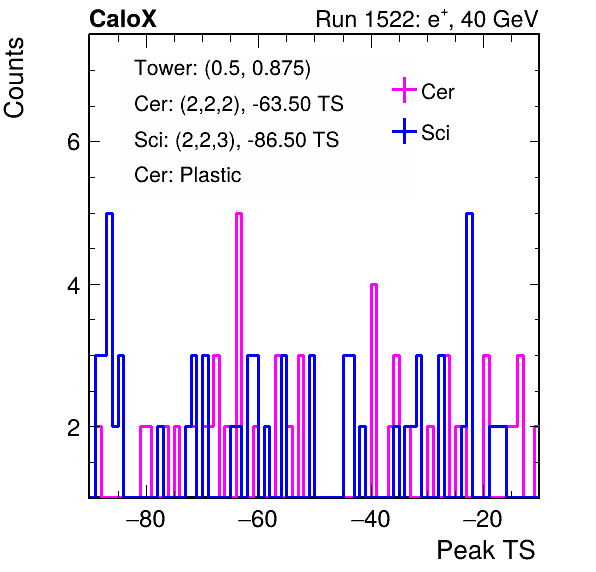 CaloX Run 1522: e⁺, 40 GeV
Counts
Tower: (0.5, 0.875)
Cer: (2,2,2), -63.50 TS
Sci: (2,2,3), -86.50 TS
Cer: Plastic
Cer
Sci
6
4
2
−80 −60 −40 −20
Peak TS